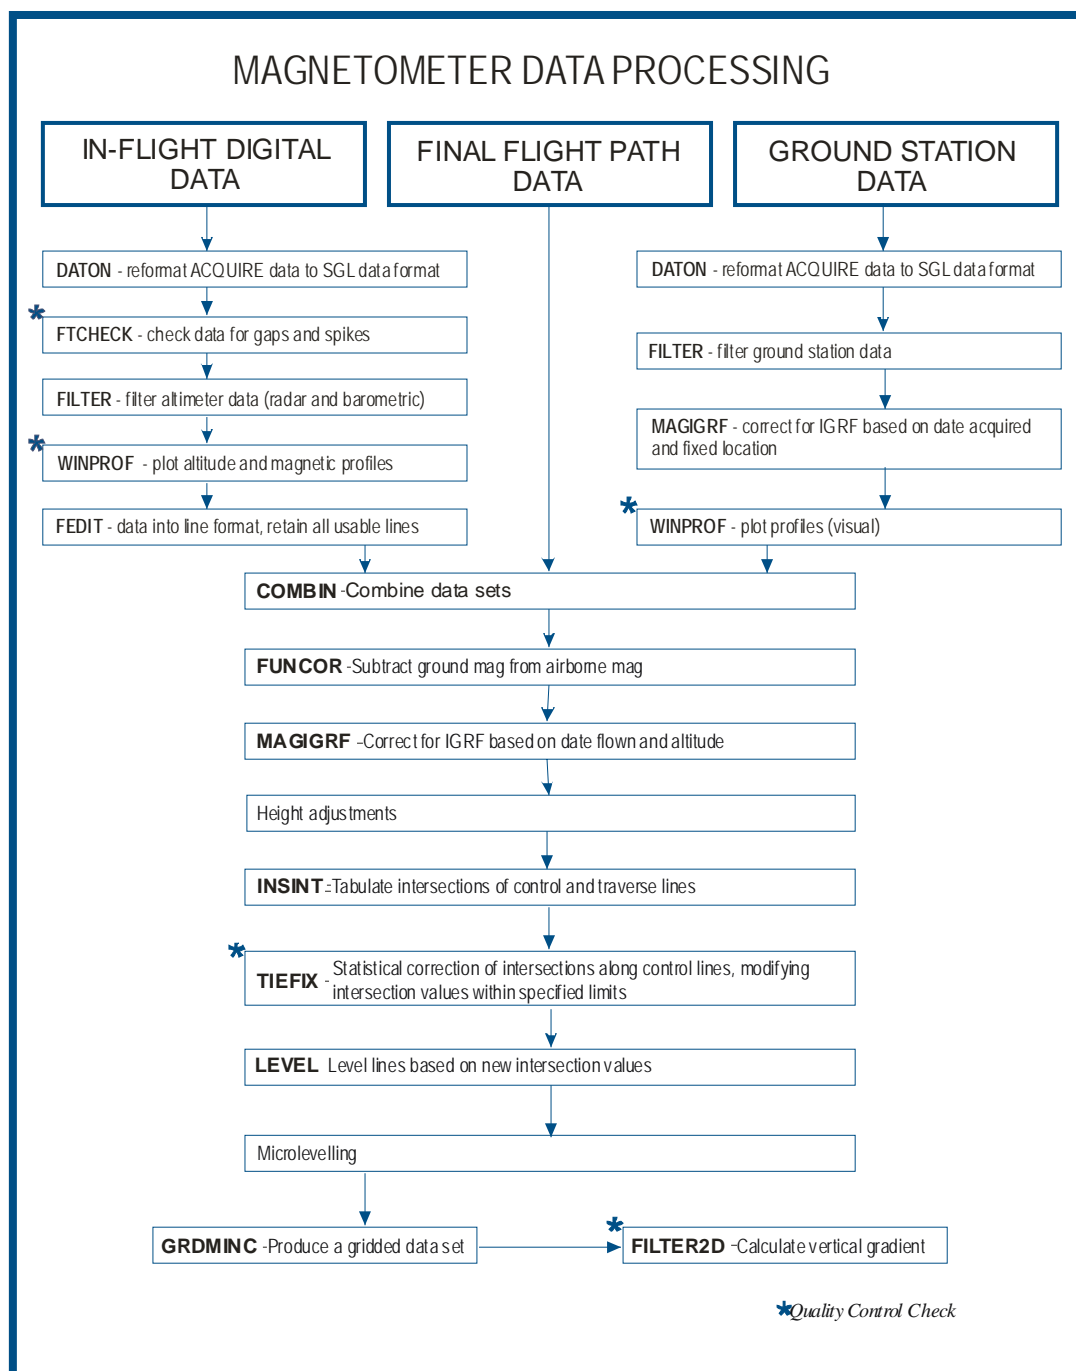 MAGNETOMETER DATA PROCESSING
IN-FLIGHT DIGITAL
DATA
FINAL FLIGHT PATH
DATA
GROUND STATION
DATA
DATON - reformat ACQUIRE data to SGL data format
* FTCHECK - check data for gaps and spikes
FILTER - filter altimeter data (radar and barometric)
* WINPROF - plot altitude and magnetic profiles
FEDIT - data into line format, retain all usable lines
DATON - reformat ACQUIRE data to SGL data format
FILTER - filter ground station data
MAGIGRF - correct for IGRF based on date acquired
and fixed location
* WINPROF - plot profiles (visual)
COMBIN -Combine data sets
FUNCOR -Subtract ground mag from airborne mag
MAGIGRF -Correct for IGRF based on date flown and altitude
Height adjustments
INSINT -Tabulate intersections of control and traverse lines
* TIEFIX - Statistical correction of intersections along control lines, modifying
intersection values within specified limits
LEVEL Level lines based on new intersection values
Microlevelling
GRDMINC -Produce a gridded data set
* FILTER2D -Calculate vertical gradient
*Quality Control Check